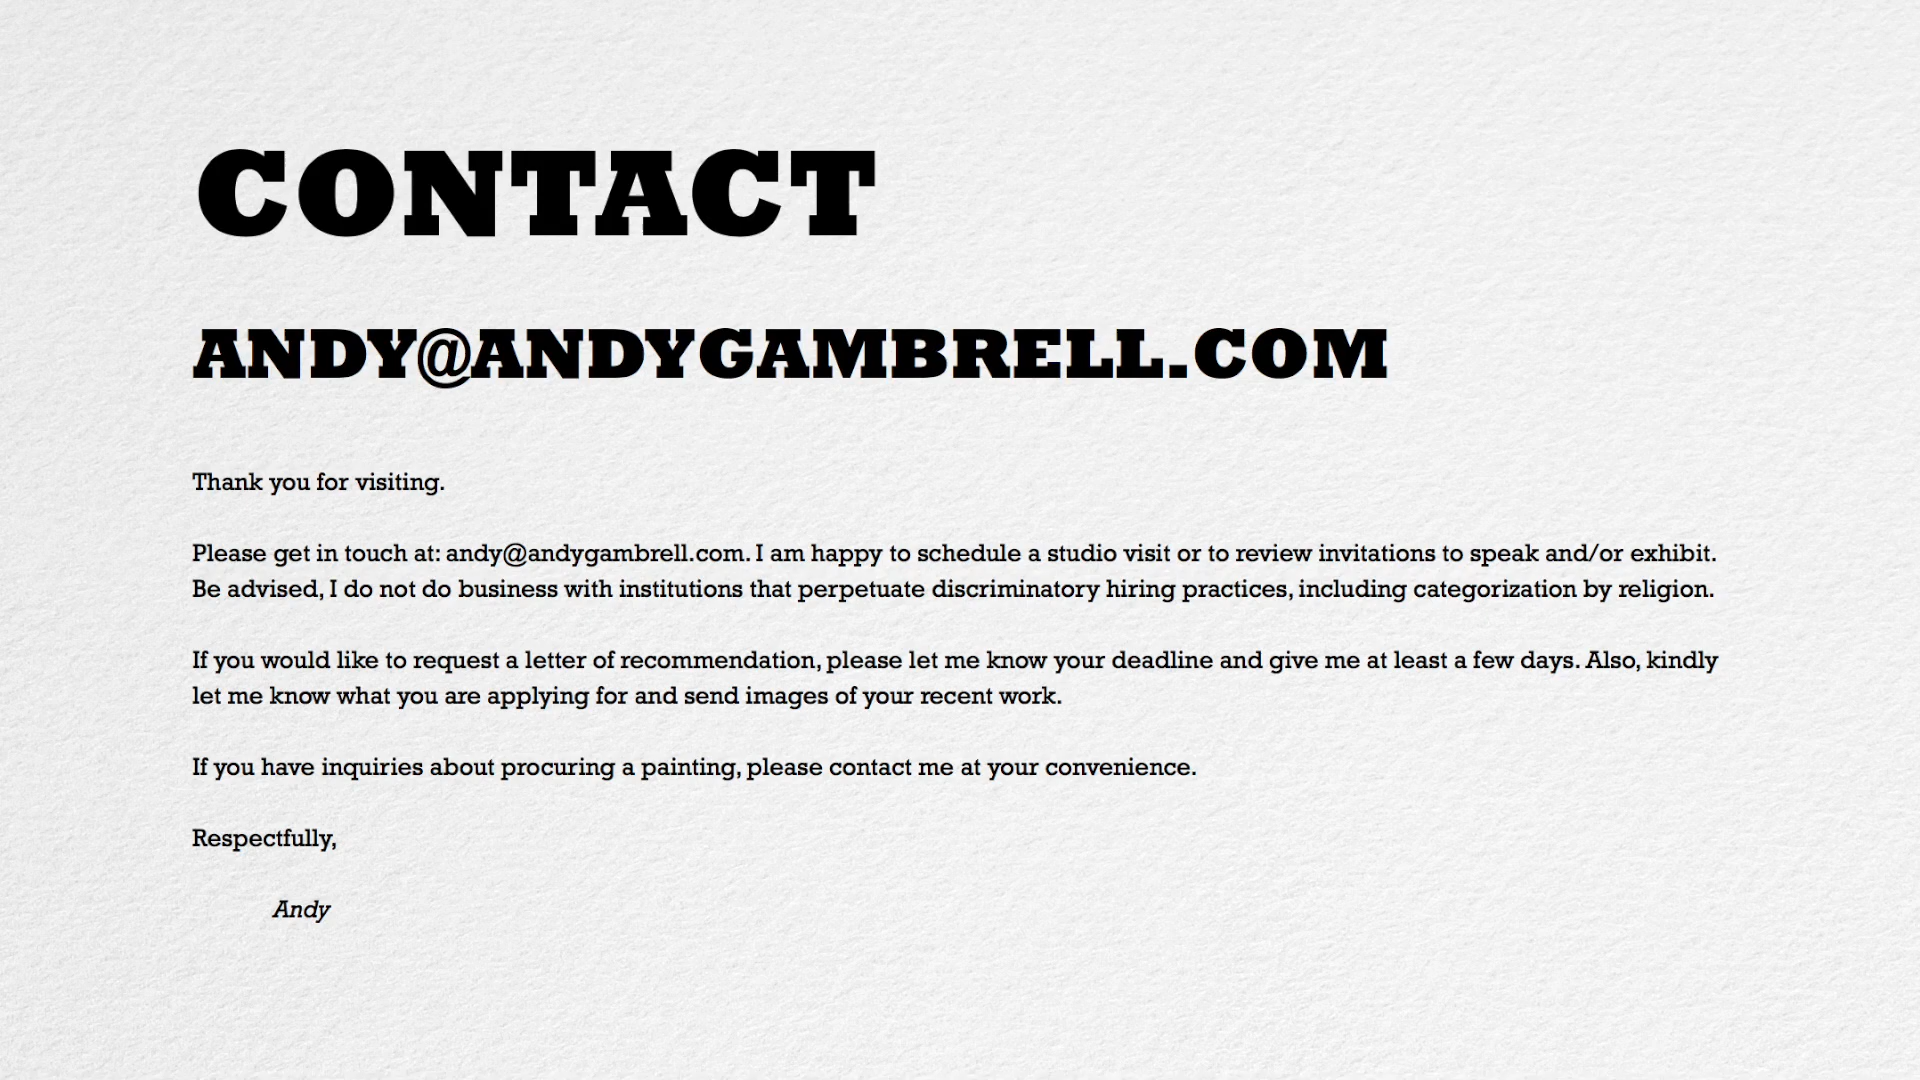 CONTACT
ANDY@ANDYGAMBRELL.COM
Thank you for visiting.
Please get in touch at: andy@andygambrell.com. I am happy to schedule a studio visit or to review invitations to speak and/or exhibit.
Be advised, I do not do business with institutions that perpetuate discriminatory hiring practices, including categorization by religion.
If you would like to request a letter of recommendation, please let me know your deadline and give me at least a few days. Also, kindly
let me know what you are applying for and send images of your recent work.
If you have inquiries about procuring a painting, please contact me at your convenience.
Respectfully,
Andy